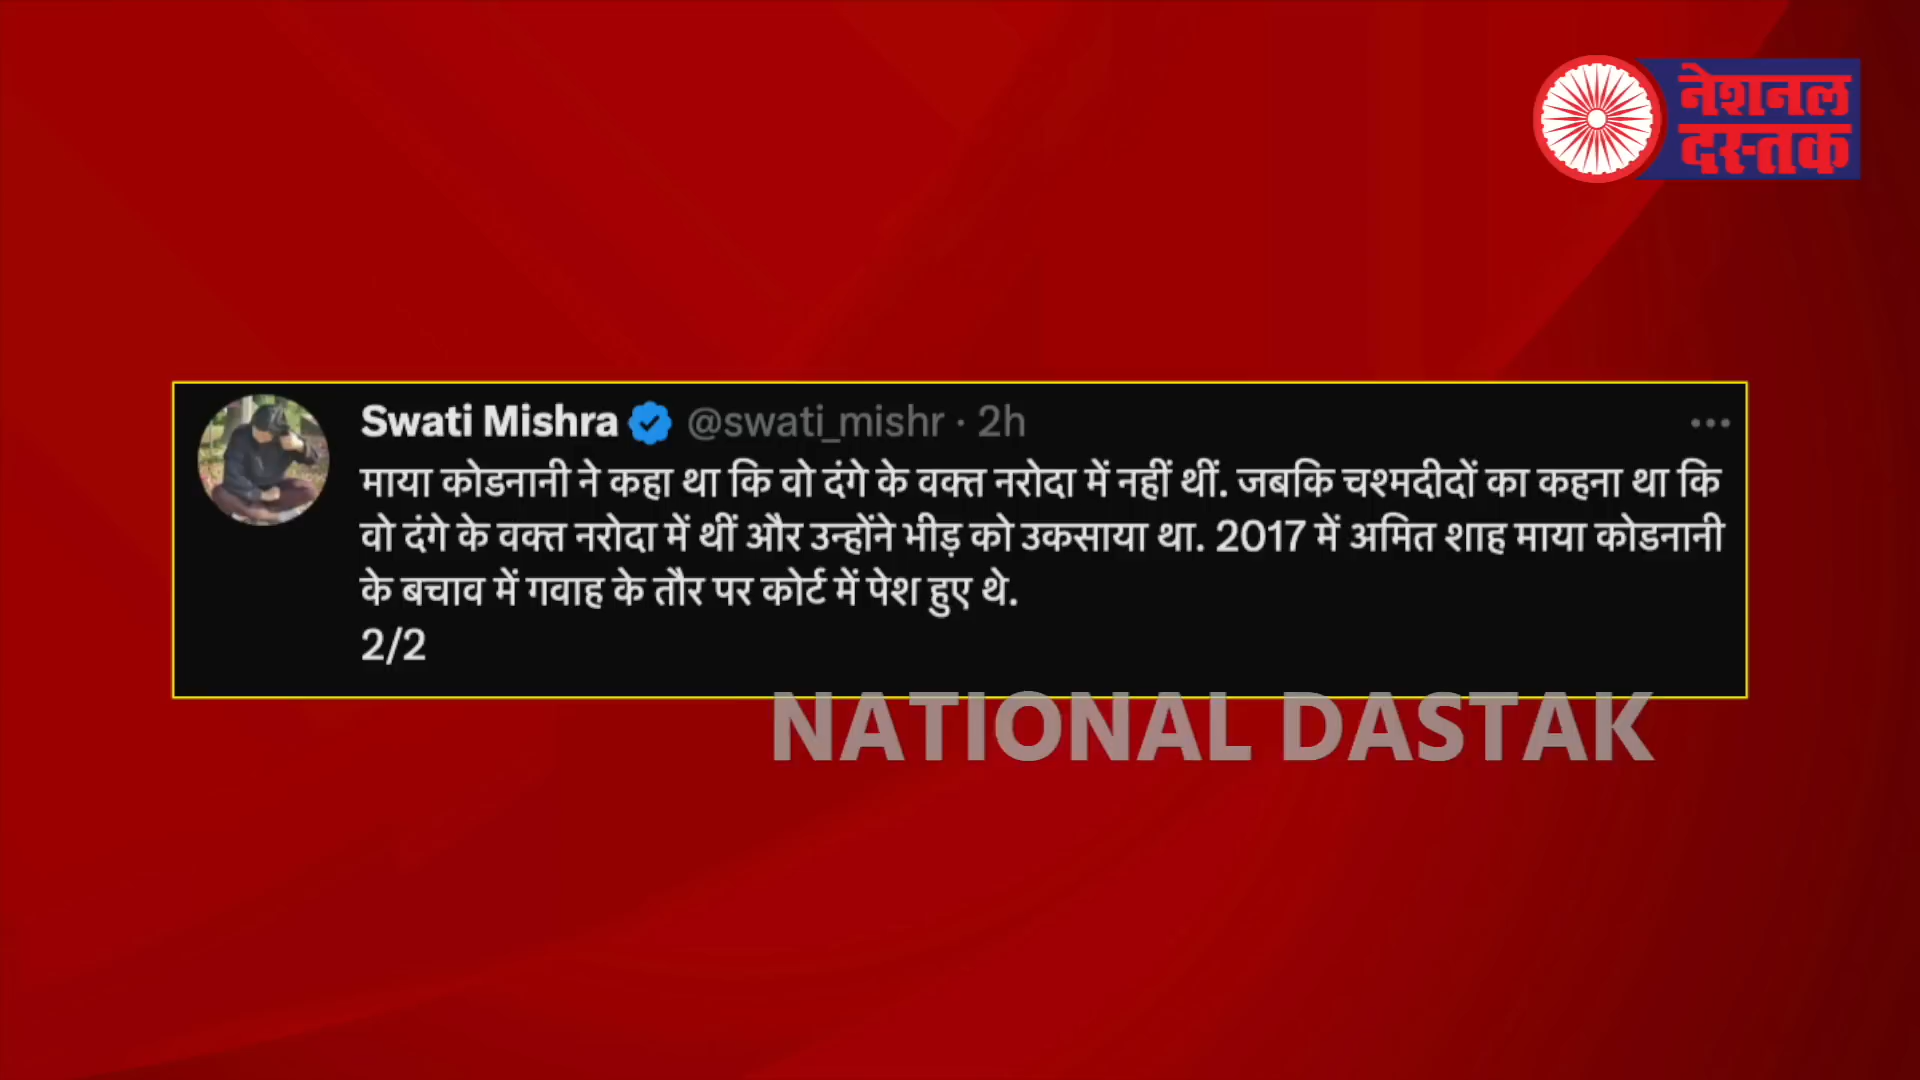 नेशनल
दस्तक
Swati Mishra @swati_mishr · 2h
माया कोडनानी ने कहा था कि वो दंगे के वक्त नरोदा में नहीं थीं. जबकि चश्मदीदों का कहना था कि
वो दंगे के वक्त नरोदा में थीं और उन्होंने भीड़ को उकसाया था. 2017 में अमित शाह माया कोडनानी
के बचाव में गवाह के तौर पर कोर्ट में पेश हुए थे.
2/2
NATIONAL DASTAK